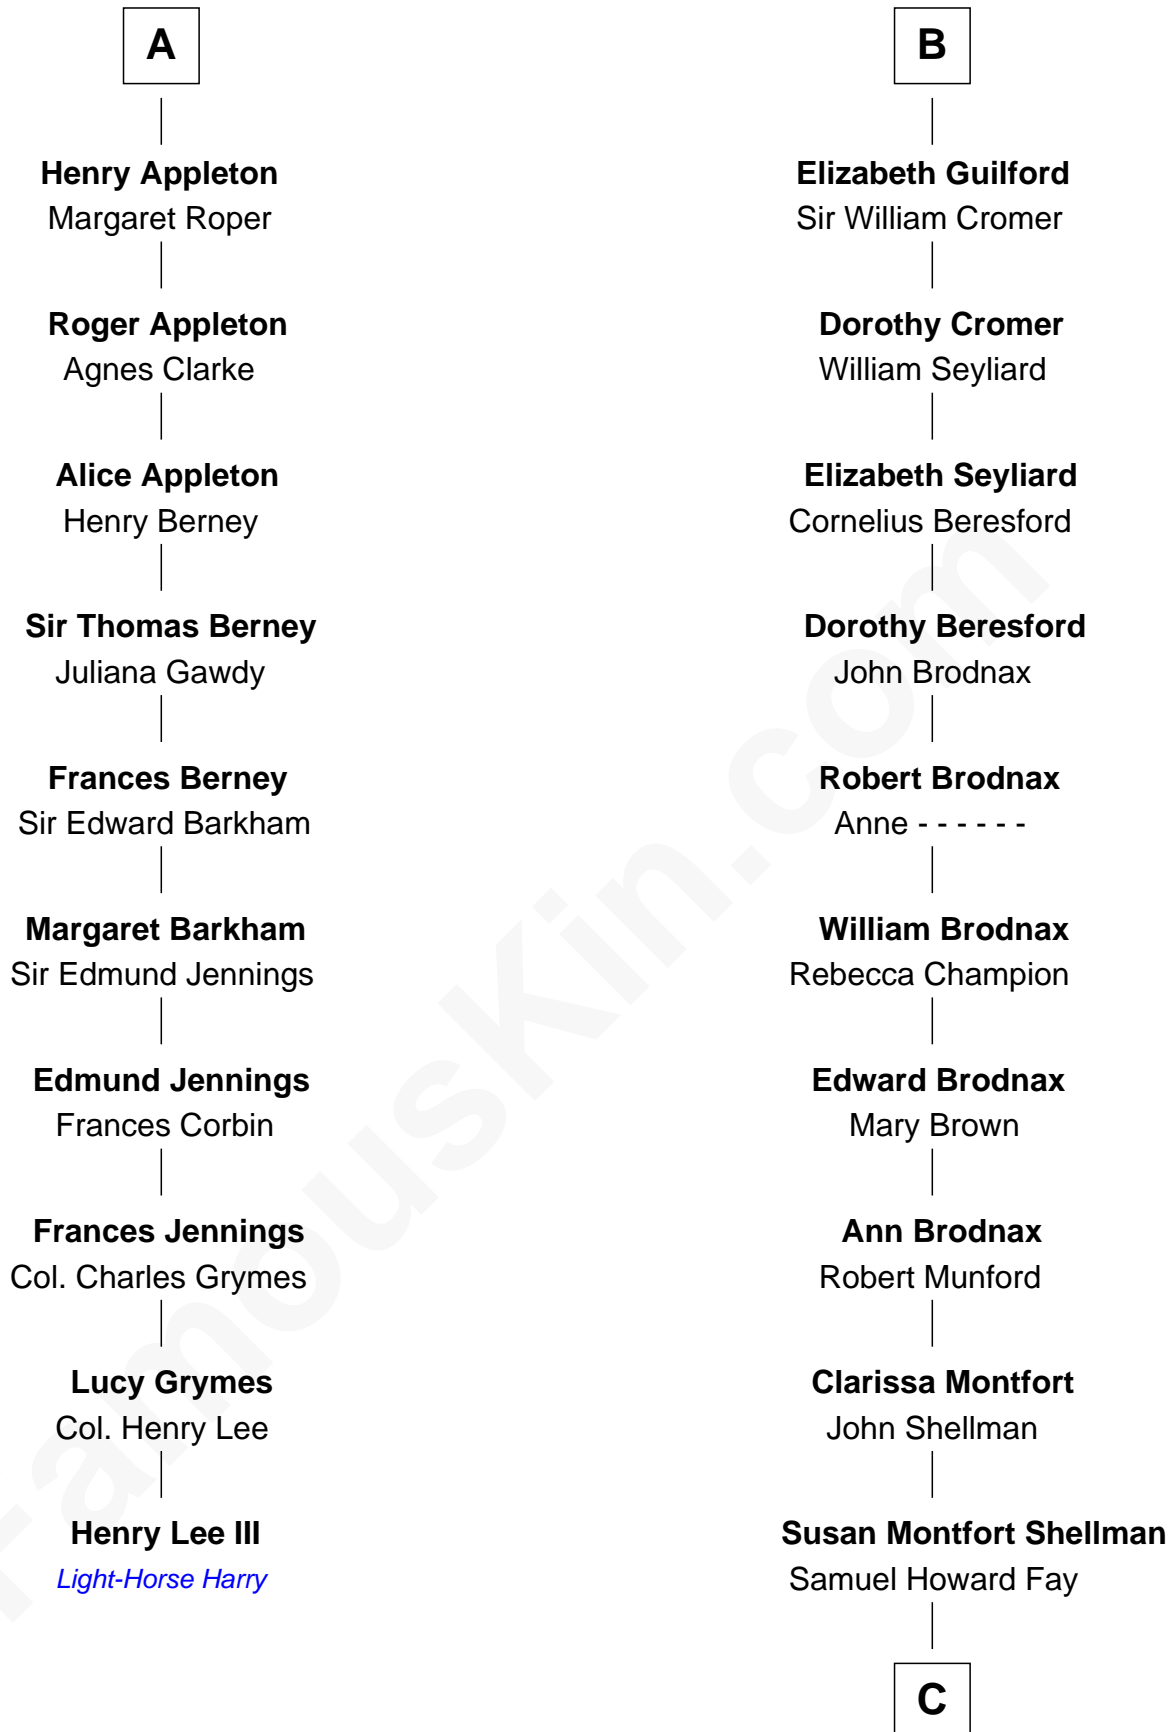 A
Henry Appleton
Margaret Roper
Roger Appleton
Agnes Clarke
Alice Appleton
Henry Berney
Sir Thomas Berney
Juliana Gawdy
Frances Berney
Sir Edward Barkham
Margaret Barkham
Sir Edmund Jennings
Edmund Jennings
Frances Corbin
Frances Jennings
Col. Charles Grymes
Lucy Grymes
Col. Henry Lee
Henry Lee III
Light-Horse Harry
B
Elizabeth Guilford
Sir William Cromer
Dorothy Cromer
William Seyliard
Elizabeth Seyliard
Cornelius Beresford
Dorothy Beresford
John Brodnax
Robert Brodnax
Anne - - - - - -
William Brodnax
Rebecca Champion
Edward Brodnax
Mary Brown
Ann Brodnax
Robert Munford
Clarissa Montfort
John Shellman
Susan Montfort Shellman
Samuel Howard Fay
C
FamousKin.com